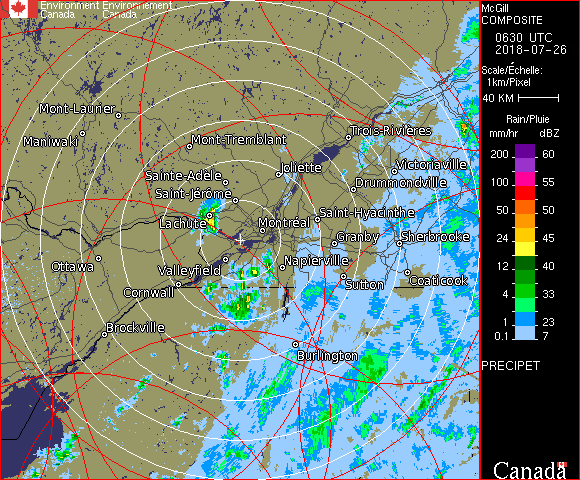 Environment Environnement
Canada Canada
McGill
COMPOSITE
0630 UTC
2018-07-26
Scale/Échelle:
1km/Pixel
40 KM
Rain/Pluie
mm/hr dBZ
200 60
150 57
100 55
50 50
24 45
12 40
4 33
1 23
0.1 7
PRECIPET
Canada
Mont-Laurier
Maniwaki
Mont-Tremblant
Trois-Rivières
Joliette
Victoriaville
Sainte-Adèle
Drummondville
Saint-Jérôme
Saint-Hyacinthe
Lachute
Montréal
Granby
Sherbrooke
Ottawa
Valleyfield
Napierville
Cornwall
Sutton
Coaticook
Brockville
Burlington